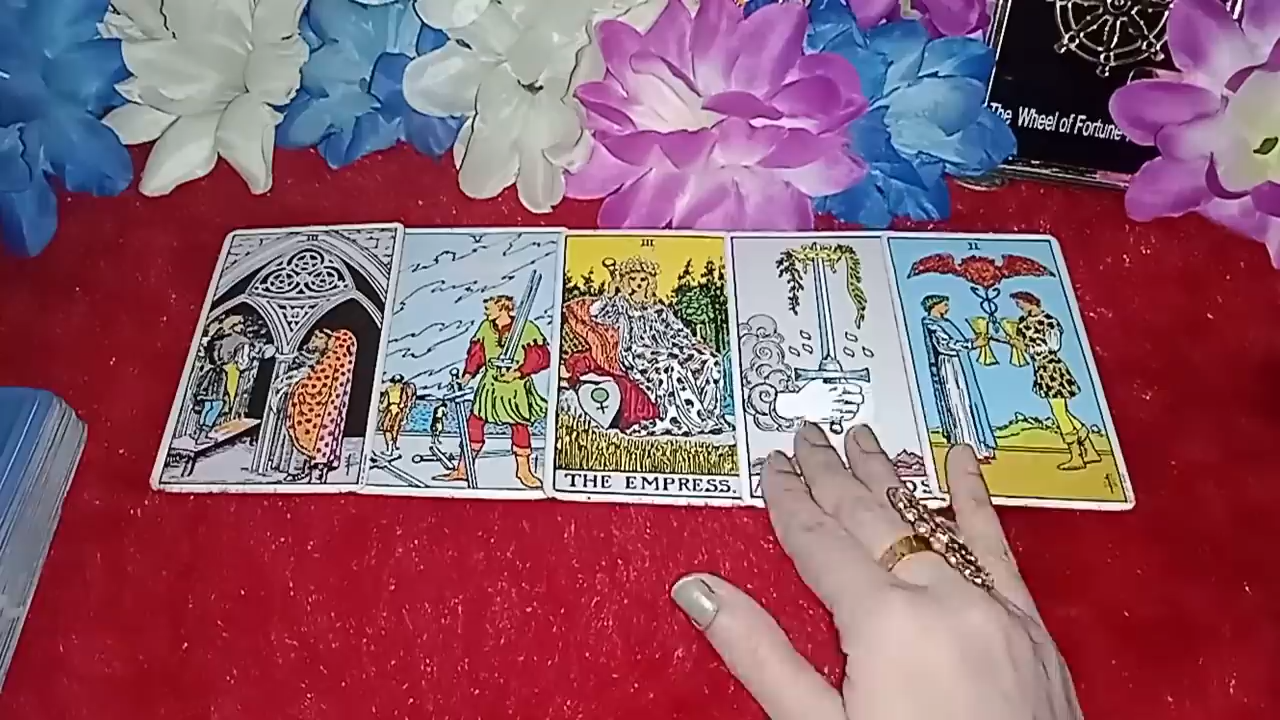 The Wheel of Fortune
III
V
III
II
THE EMPRESS.